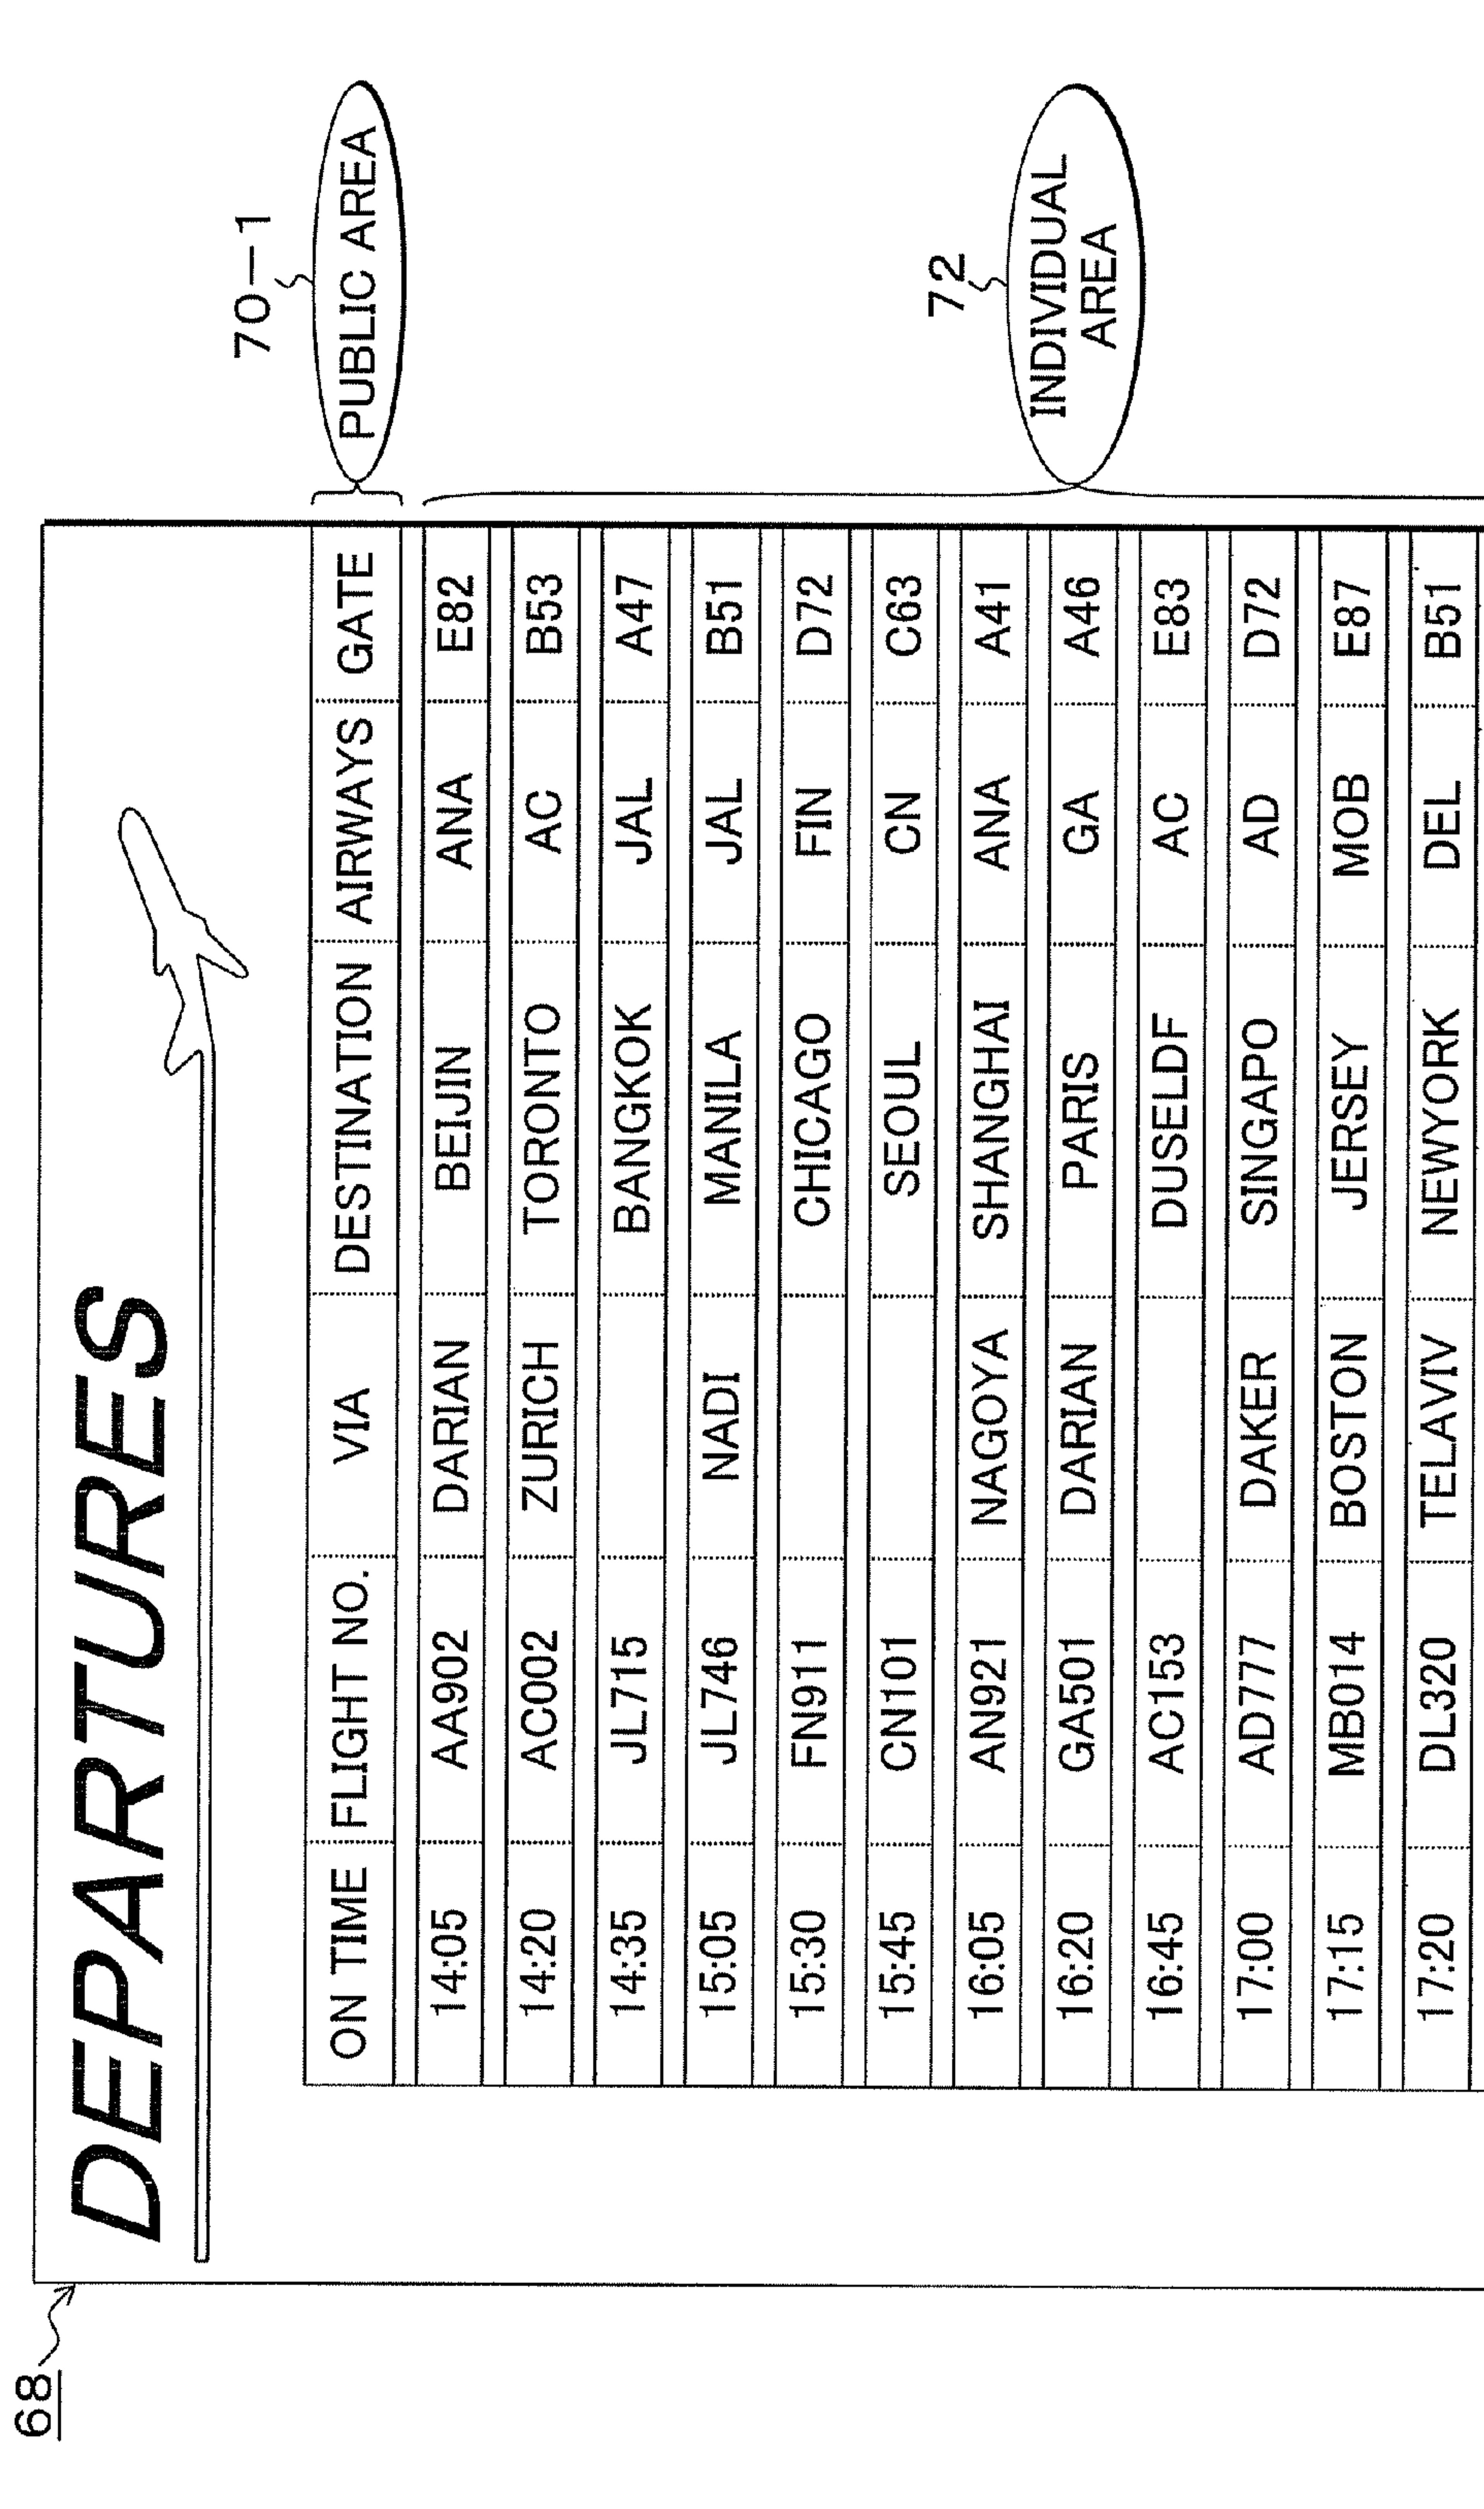 68
DEPARTURES
70-1
ON TIME FLIGHT NO. VIA DESTINATION AIRWAYS GATE
PUBLIC AREA
14:05 AA902 DARIAN BEIJIN ANA E82
14:20 AC002 ZURICH TORONTO AC B53
14:35 JL715 BANGKOK JAL A47
15:05 JL746 NADI MANILA JAL B51
15:30 FN911 CHICAGO FIN D72
15:45 CN101 SEOUL CN C63
72
16:05 AN921 NAGOYA SHANGHAI ANA A41
INDIVIDUAL
AREA
16:20 GA501 DARIAN PARIS GA A46
16:45 AC153 DUSELDF AC E83
17:00 AD777 DAKER SINGAPO AD D72
17:15 MB014 BOSTON JERSEY MOB E87
17:20 DL320 TELAVIV NEWYORK DEL B51